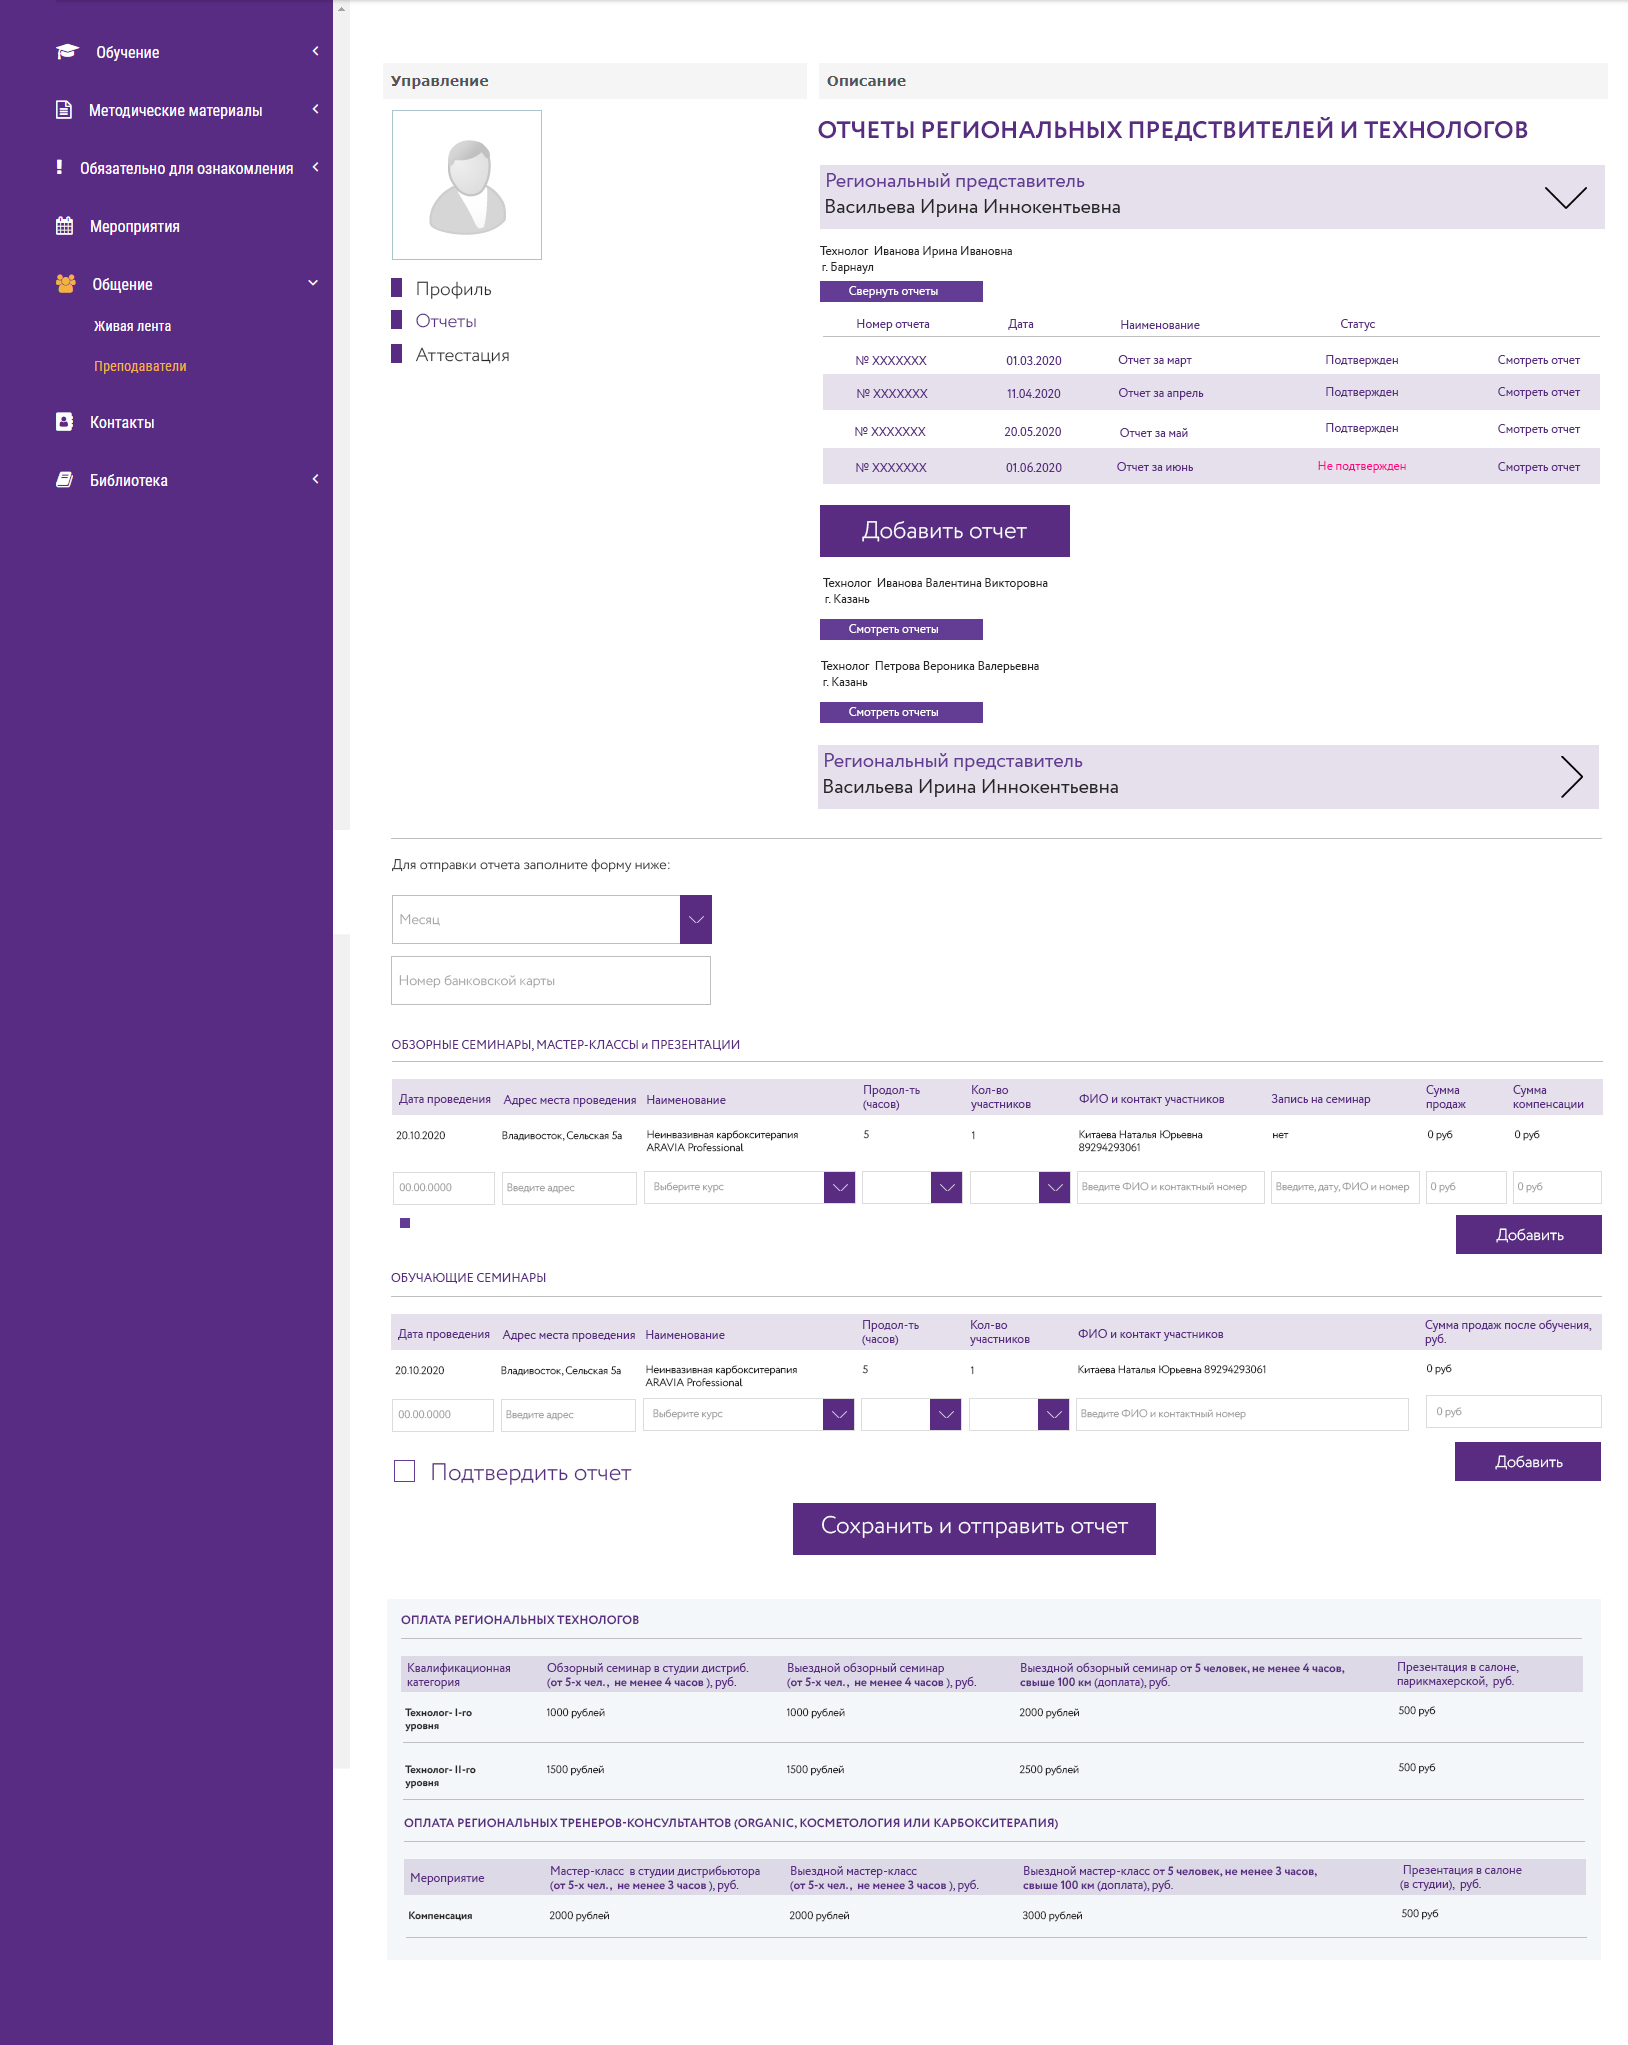 Обучение
Методические материалы
Обязательно для ознакомления
Мероприятия
Общение
Живая лента
Преподаватели
Контакты
Библиотека
Управление
Профиль
Отчеты
Аттестация
Описание
ОТЧЕТЫ РЕГИОНАЛЬНЫХ ПРЕДСТВИТЕЛЕЙ И ТЕХНОЛОГОВ
Региональный представитель
Васильева Ирина Иннокентьевна
Технолог Иванова Ирина Ивановна
г. Барнаул
Свернуть отчеты
Номер отчета Дата Наименование Статус
№ XXXXXXX 01.03.2020 Отчет за март Подтвержден Смотреть отчет
№ XXXXXXX 11.04.2020 Отчет за апрель Подтвержден Смотреть отчет
№ XXXXXXX 20.05.2020 Отчет за май Подтвержден Смотреть отчет
№ XXXXXXX 01.06.2020 Отчет за июнь Не подтвержден Смотреть отчет
Добавить отчет
Технолог Иванова Валентина Викторовна
г. Казань
Смотреть отчеты
Технолог Петрова Вероника Валерьевна
г. Казань
Смотреть отчеты
Региональный представитель
Васильева Ирина Иннокентьевна
Для отправки отчета заполните форму ниже:
Месяц
Номер банковской карты
ОБЗОРНЫЕ СЕМИНАРЫ, МАСТЕР-КЛАССЫ и ПРЕЗЕНТАЦИИ
Дата проведения Адрес места проведения Наименование Продол-ть (часов) Кол-во участников ФИО и контакт участников Запись на семинар Сумма продаж Сумма компенсации
20.10.2020 Владивосток, Сельская 5а Неинвазивная карбокситерапия ARAVIA Professional 5 1 Китаева Наталья Юрьевна 89294293061 нет 0 руб 0 руб
00.00.0000 Введите адрес Выберите курс Введите ФИО и контактный номер Введите, дату, ФИО и номер 0 руб 0 руб
Добавить
ОБУЧАЮЩИЕ СЕМИНАРЫ
Дата проведения Адрес места проведения Наименование Продол-ть (часов) Кол-во участников ФИО и контакт участников Сумма продаж после обучения, руб.
20.10.2020 Владивосток, Сельская 5а Неинвазивная карбокситерапия ARAVIA Professional 5 1 Китаева Наталья Юрьевна 89294293061 0 руб
00.00.0000 Введите адрес Выберите курс Введите ФИО и контактный номер 0 руб
Подтвердить отчет
Добавить
Сохранить и отправить отчет
ОПЛАТА РЕГИОНАЛЬНЫХ ТЕХНОЛОГОВ
Квалификационная категория Обзорный семинар в студии дистриб. (от 5-х чел., не менее 4 часов ), руб. Выездной обзорный семинар (от 5-х чел., не менее 4 часов ), руб. Выездной обзорный семинар от 5 человек, не менее 4 часов, свыше 100 км (доплата), руб. Презентация в салоне, парикмахерской, руб.
Технолог- I-го уровня 1000 рублей 1000 рублей 2000 рублей 500 руб
Технолог- II-го уровня 1500 рублей 1500 рублей 2500 рублей 500 руб
ОПЛАТА РЕГИОНАЛЬНЫХ ТРЕНЕРОВ-КОНСУЛЬТАНТОВ (ORGANIC, КОСМЕТОЛОГИЯ ИЛИ КАРБОКСИТЕРАПИЯ)
Мероприятие Мастер-класс в студии дистрибьютора (от 5-х чел., не менее 3 часов ), руб. Выездной мастер-класс (от 5-х чел., не менее 3 часов ), руб. Выездной мастер-класс от 5 человек, не менее 3 часов, свыше 100 км (доплата), руб. Презентация в салоне (в студии), руб.
Компенсация 2000 рублей 2000 рублей 3000 рублей 500 руб